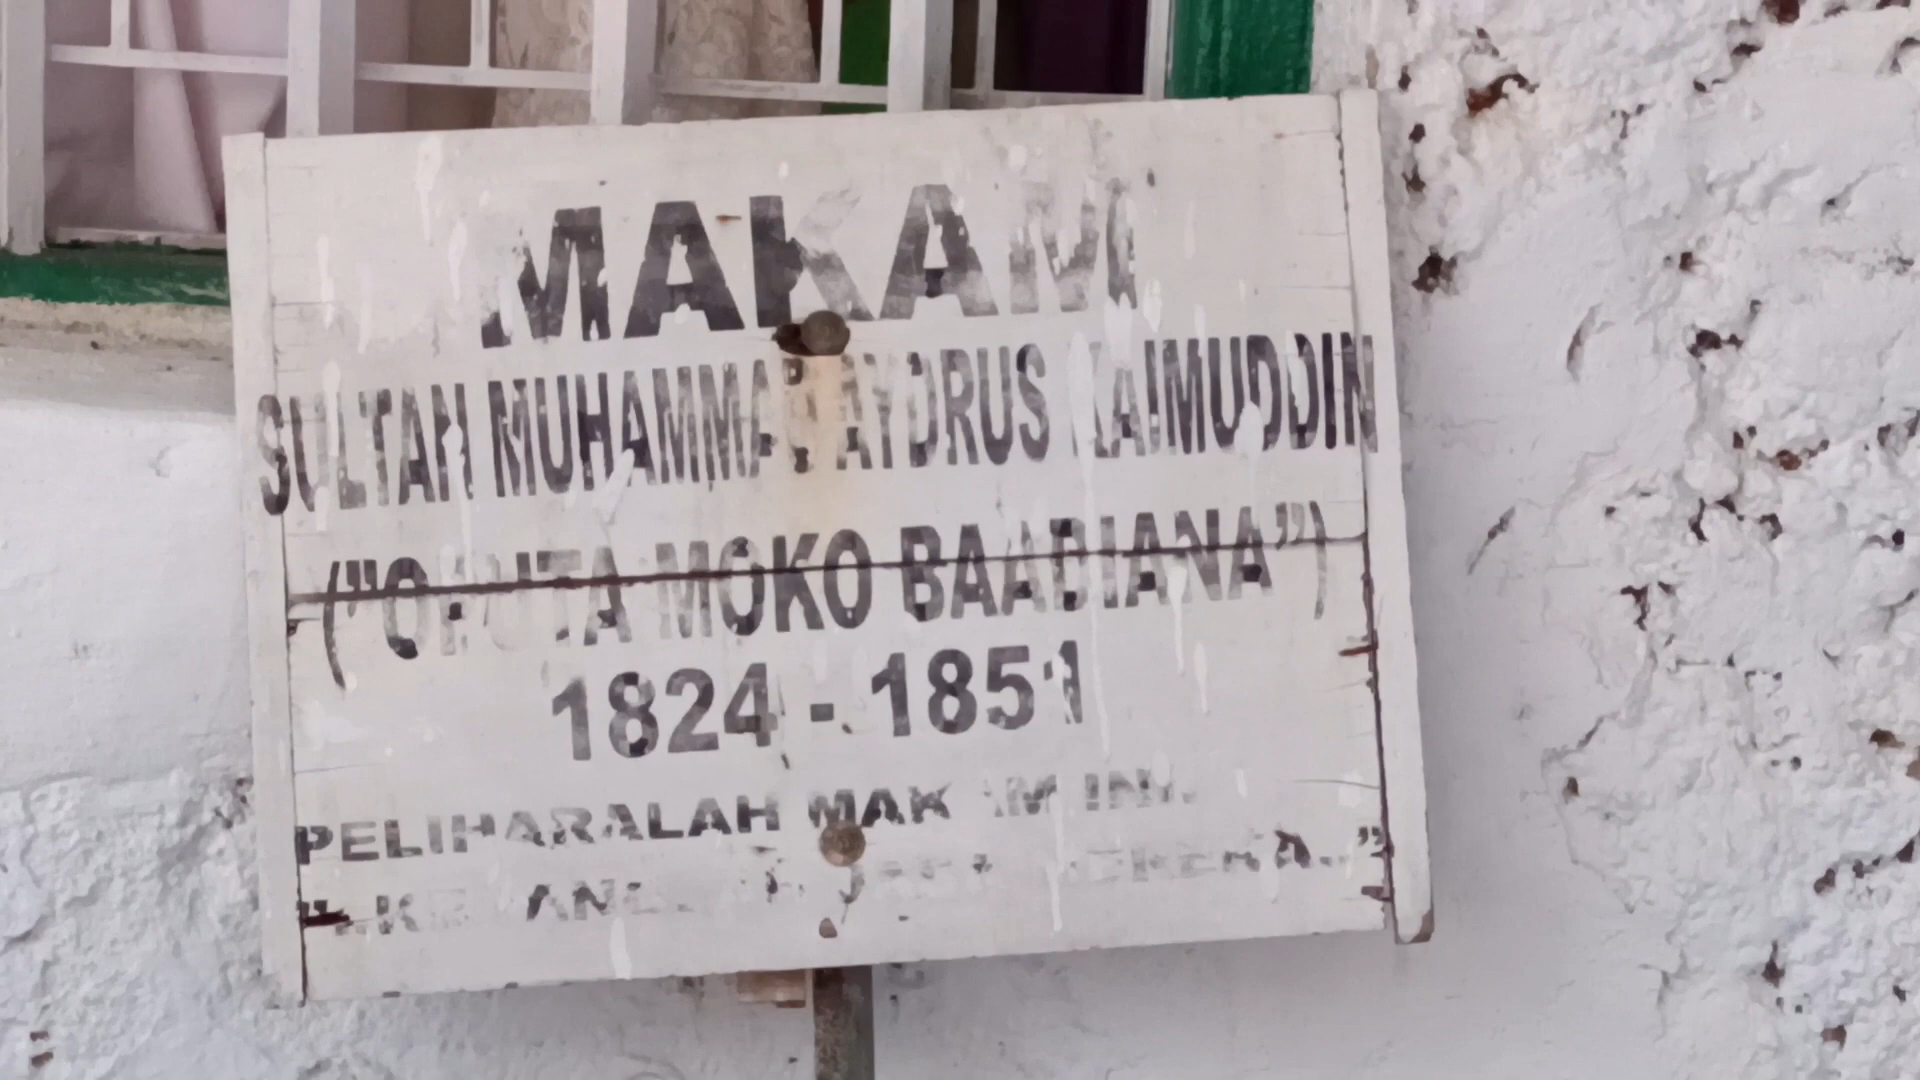 MAKAM
SULTAN MUHAMMAD AYDRUS KAIMUDDIN
("OPUTA MOKO BAADIANA")
1824 - 1851
PELIHARALAH MAKAM INI.